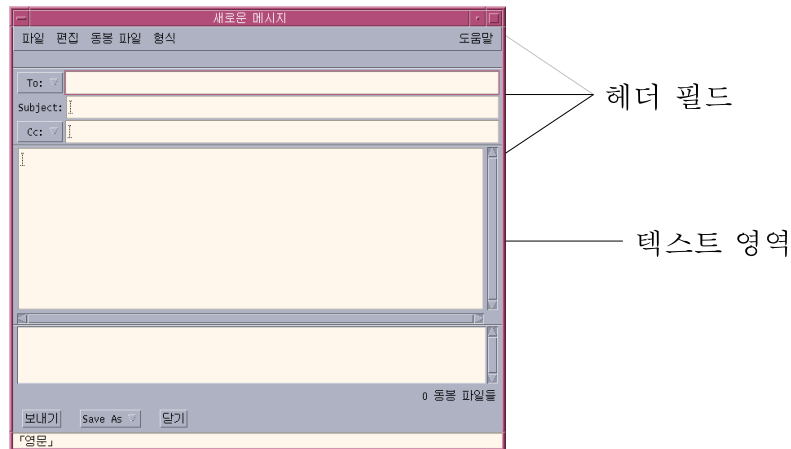 새로운 메시지
파일 편집 동봉 파일 형식 도움말
To:
Subject:
Cc:
헤더 필드
텍스트 영역
0 동봉 파일들
보내기 Save As 닫기
「영문」